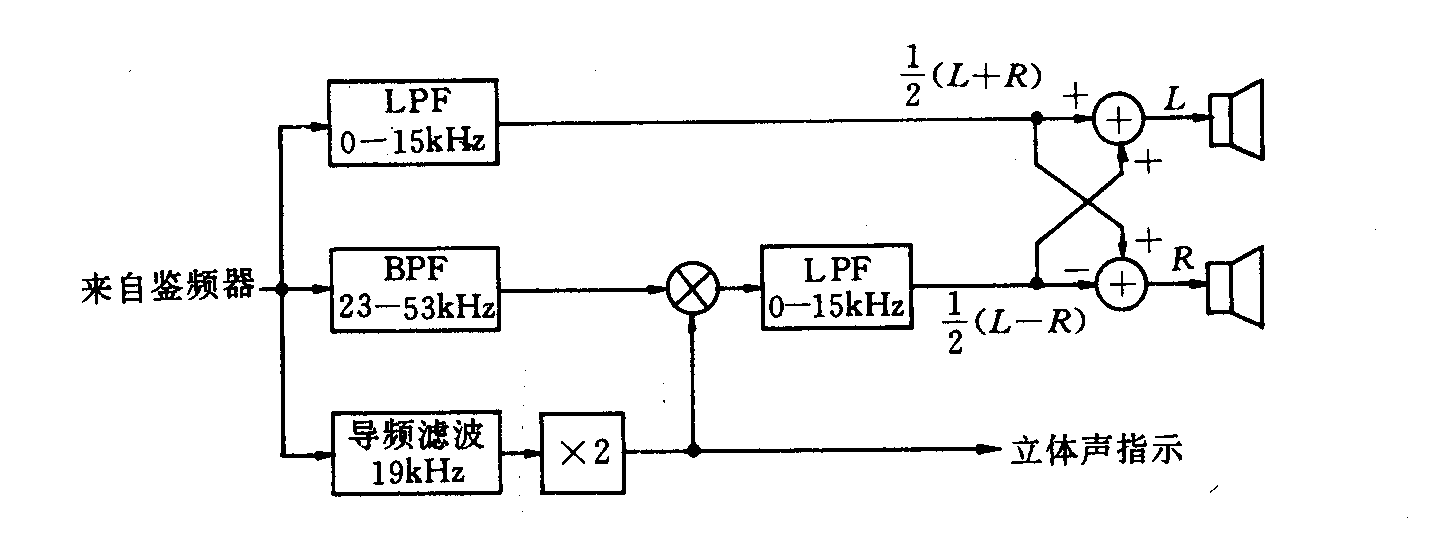 1/2(L+R)
LPF
0－15kHz
+
+
L
+
来自鉴频器
BPF
23－53kHz
LPF
0－15kHz
1/2(L－R)
+
－
+
R
导频滤波
19kHz
×2
立体声指示